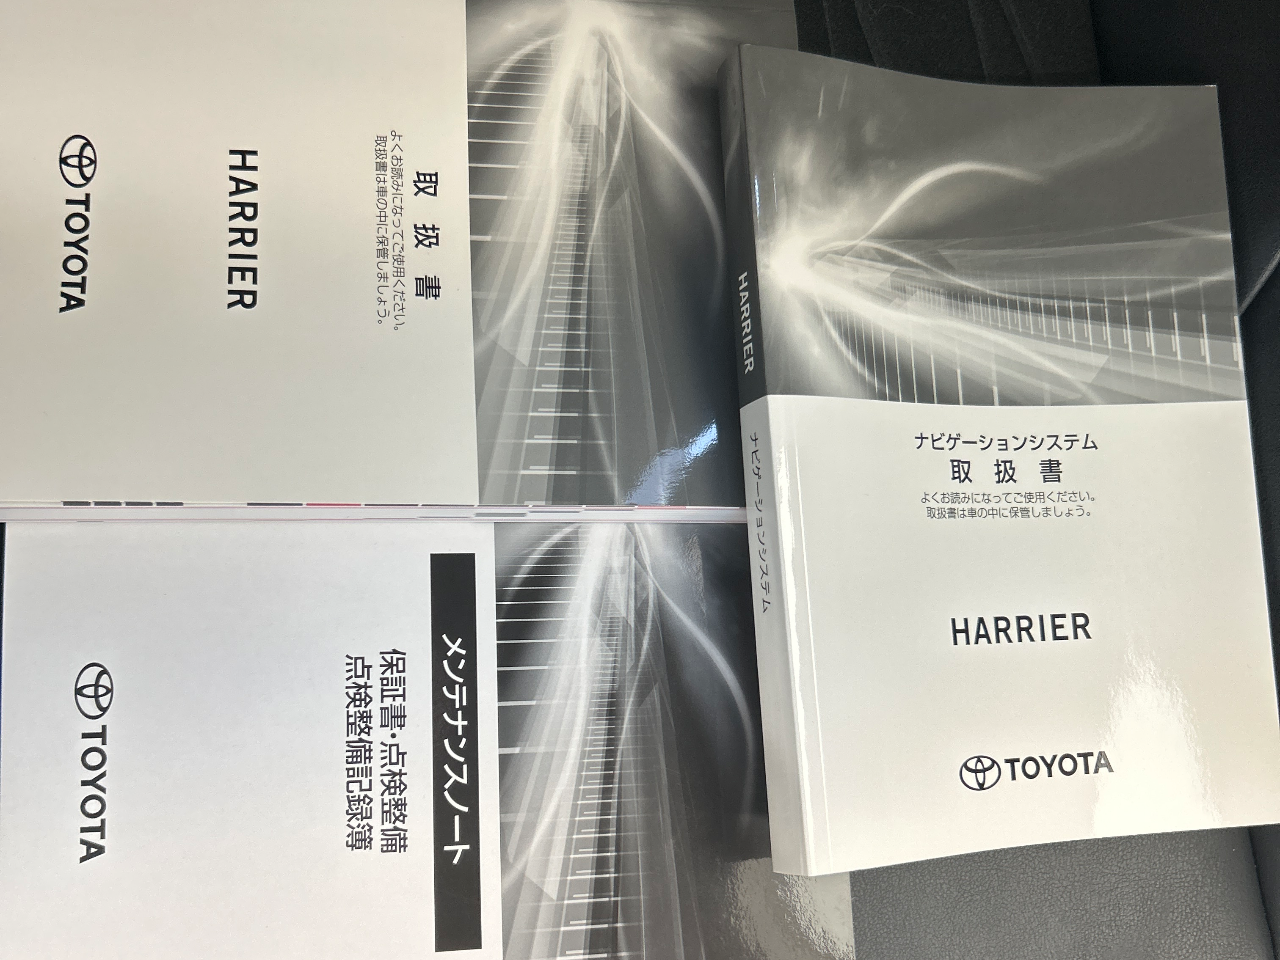 取扱書
よくお読みになってご使用ください。
取扱書は車の中に保管しましょう。
HARRIER
TOYOTA
メンテナンスノート
保証書・点検整備
点検整備記録簿
TOYOTA
HARRIER
ナビゲーションシステム
ナビゲーションシステム
取扱書
よくお読みになってご使用ください。
取扱書は車の中に保管しましょう。
HARRIER
TOYOTA